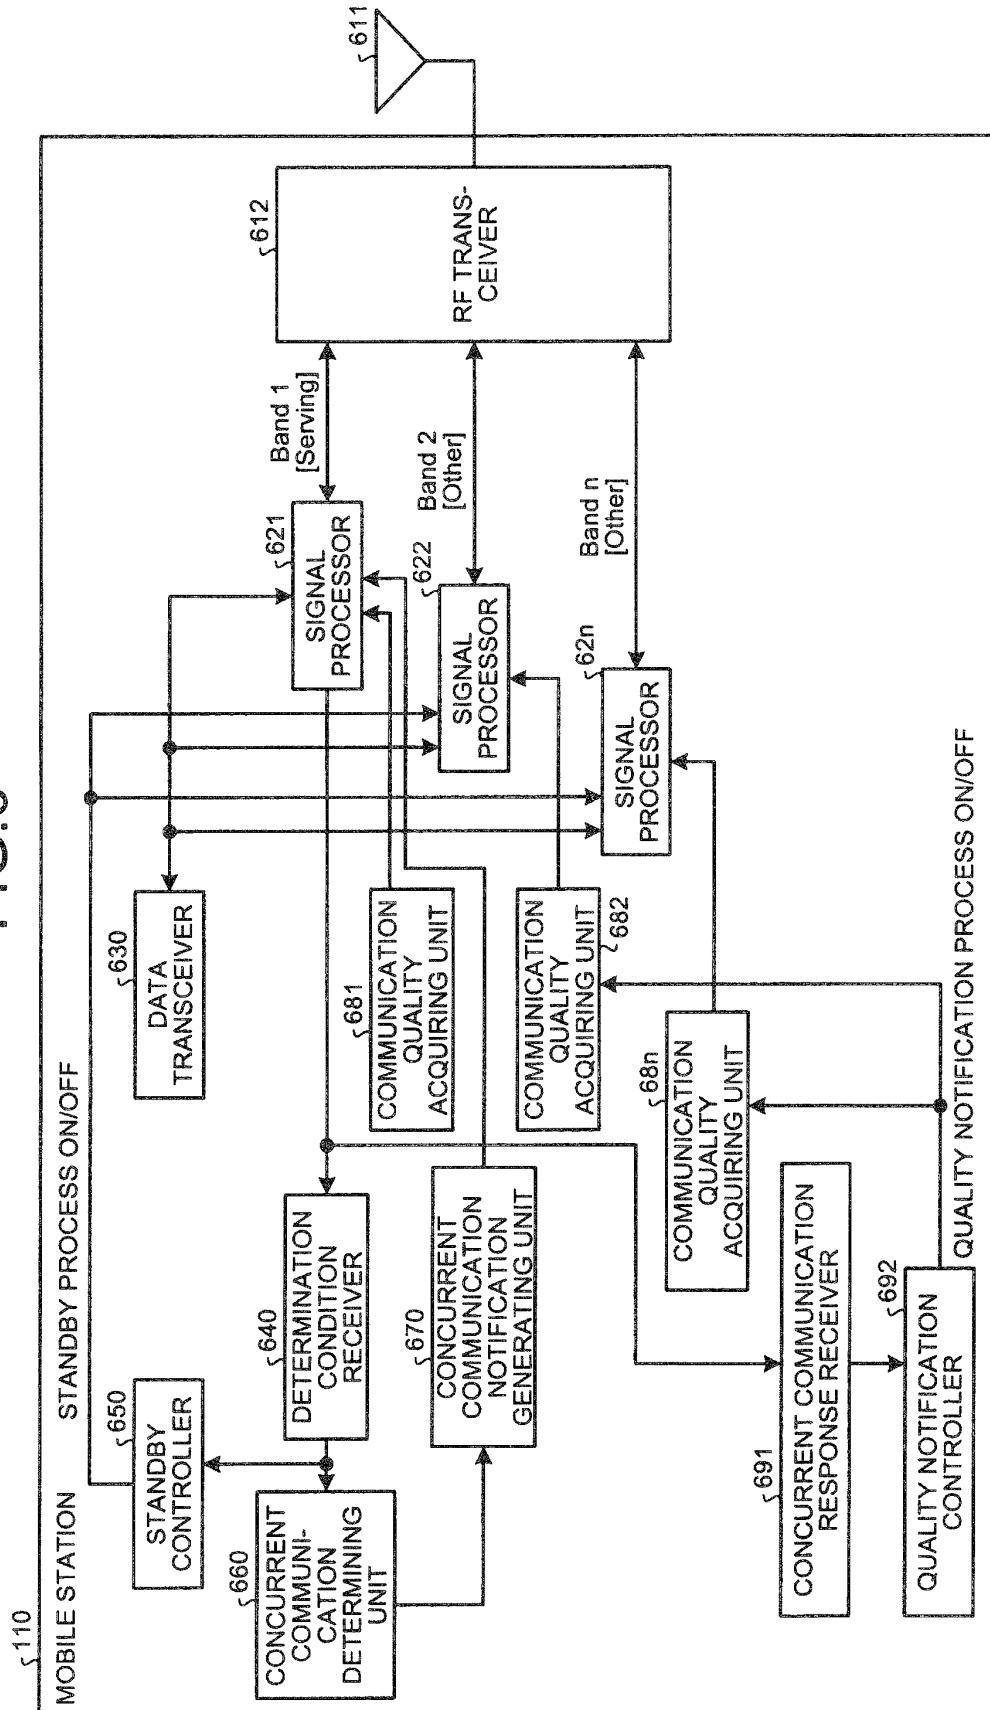 110
MOBILE STATION
STANDBY PROCESS ON/OFF
650
STANDBY
CONTROLLER
630
DATA
TRANSCEIVER
660
CONCURRENT
COMMUNI-
CATION
DETERMINING
UNIT
640
DETERMINATION
CONDITION
RECEIVER
670
CONCURRENT
COMMUNICATION
NOTIFICATION
GENERATING UNIT
681
COMMUNICATION
QUALITY
ACQUIRING UNIT
682
COMMUNICATION
QUALITY
ACQUIRING UNIT
68n
COMMUNICATION
QUALITY
ACQUIRING UNIT
691
CONCURRENT COMMUNICATION
RESPONSE RECEIVER
692
QUALITY NOTIFICATION
CONTROLLER
QUALITY NOTIFICATION PROCESS ON/OFF
621
SIGNAL
PROCESSOR
622
SIGNAL
PROCESSOR
62n
SIGNAL
PROCESSOR
Band 1
[Serving]
Band 2
[Other]
Band n
[Other]
612
RF TRANS-
CEIVER
611